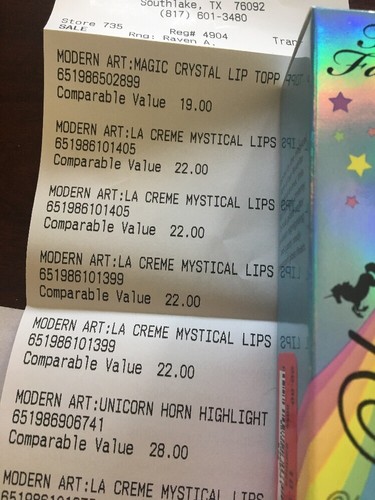 Southlake, TX 76092
(817) 601-3480
Store 735 Reg# 4904
SALE Rng: Raven A. Tran
MODERN ART:MAGIC CRYSTAL LIP TOPP
651986502899
Comparable Value 19.00
MODERN ART:LA CREME MYSTICAL LIPS
651986101405
Comparable Value 22.00
MODERN ART:LA CREME MYSTICAL LIPS
651986101405
Comparable Value 22.00
MODERN ART:LA CREME MYSTICAL LIPS
651986101399
Comparable Value 22.00
MODERN ART:LA CREME MYSTICAL LIPS
651986101399
Comparable Value 22.00
MODERN ART:UNICORN HORN HIGHLIGHT
651986906741
Comparable Value 28.00
MODERN ART:LA CREME MYSTICAL LIPS